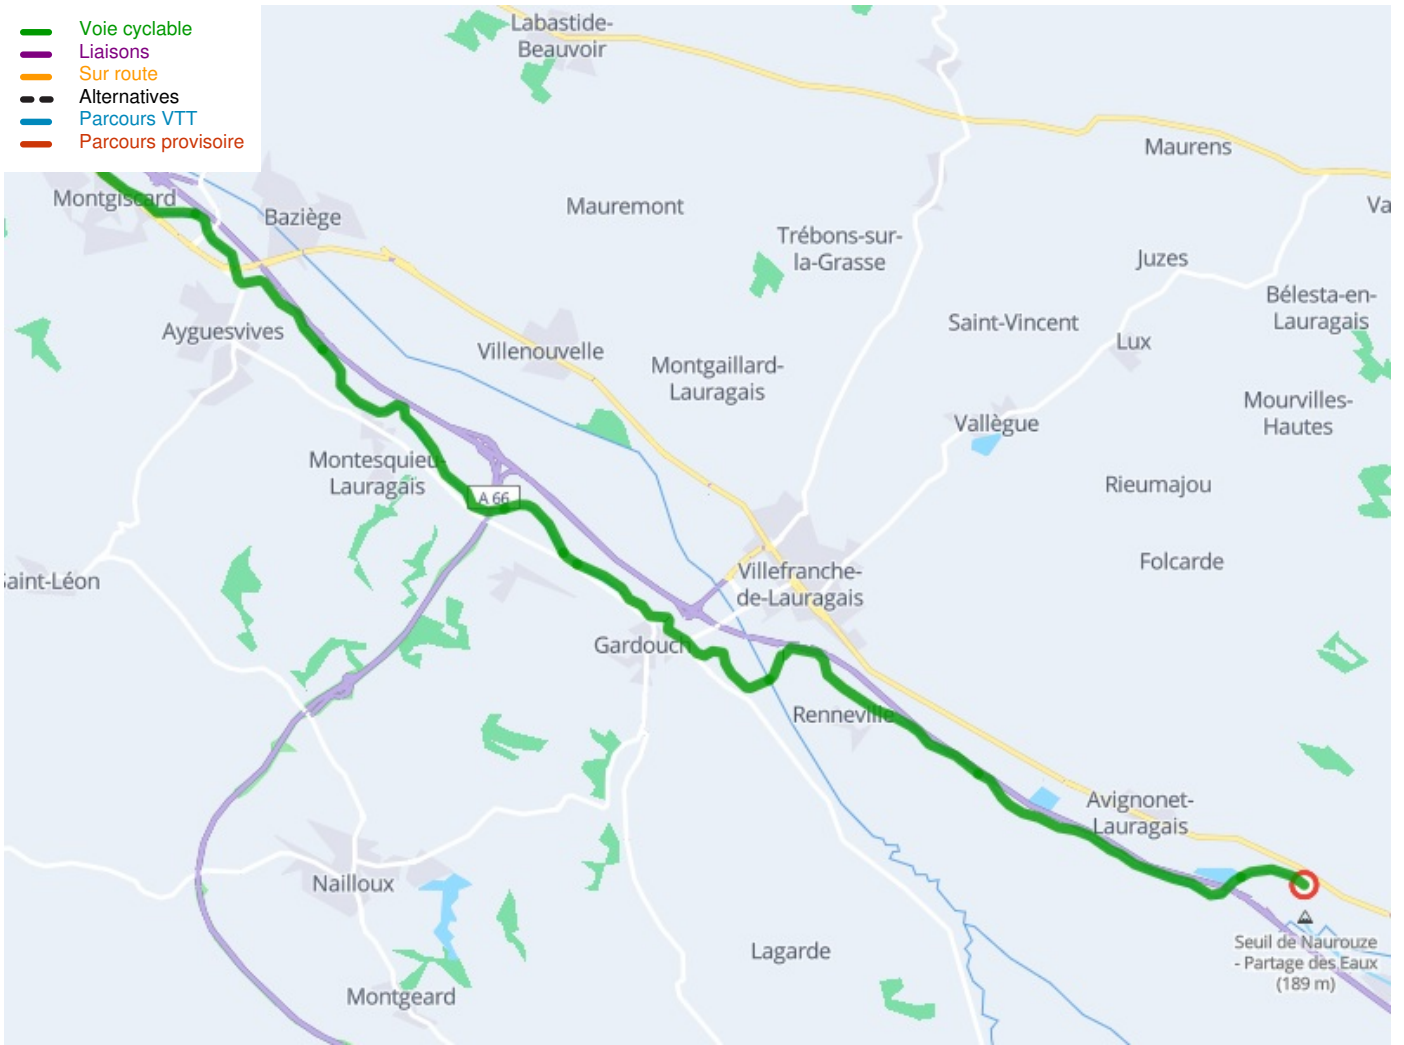 Voie cyclable
Liaisons
Sur route
Alternatives
Parcours VTT
Parcours provisoire
Labastide-
Beauvoir
Maurens
Montgiscard
Baziège
Mauremont
Va
Trébons-sur-
la-Grasse
Juzes
Bélesta-en-
Lauragais
Saint-Vincent
Ayguesvives
Lux
Villenouvelle
Montgaillard-
Lauragais
Mourvilles-
Hautes
Vallègue
Montesquieu-
Lauragais
Rieumajou
A 66
Folcarde
Saint-Léon
Villefranche-
de-Lauragais
Gardouch
Renneville
Avignonet-
Lauragais
Nailloux
Lagarde
Seuil de Naurouze
- Partage des Eaux
(189 m)
Montgeard